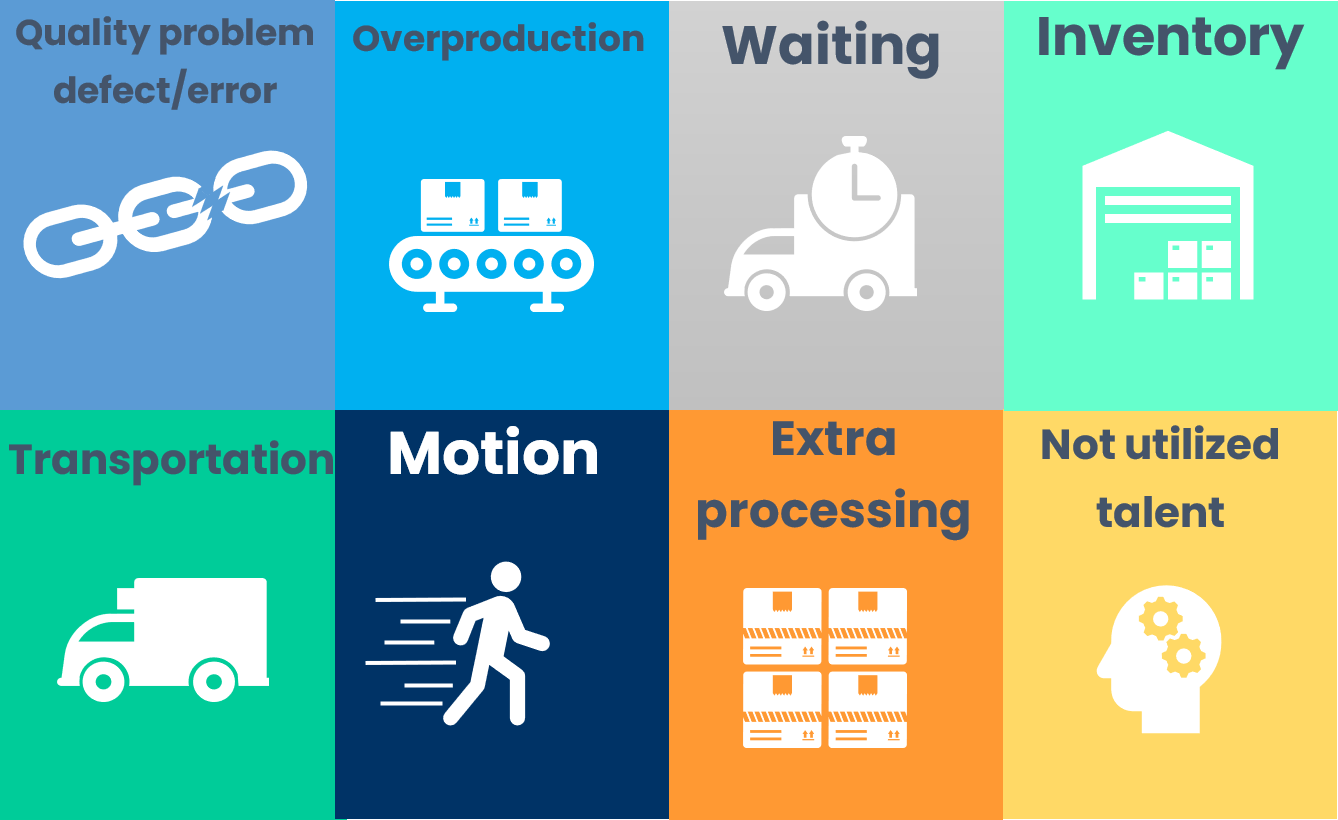 Quality problem
defect/error
Overproduction
Waiting
Inventory
Transportation
Motion
Extra
processing
Not utilized
talent